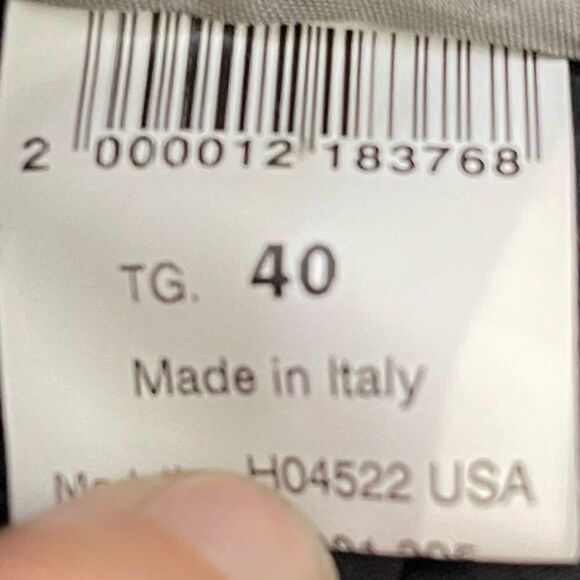 2 000012 183768
TG. 40
Made in Italy
H04522 USA